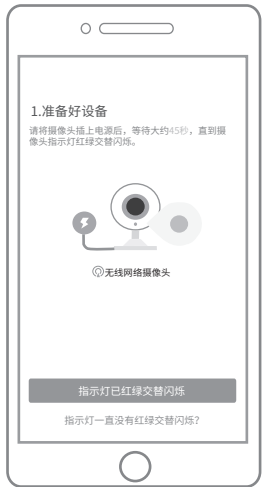 1.准备好设备
请将摄像头插上电源后，等待大约45秒，直到摄
像头指示灯红绿交替闪烁。
无线网络摄像头
指示灯已红绿交替闪烁
指示灯一直没有红绿交替闪烁?